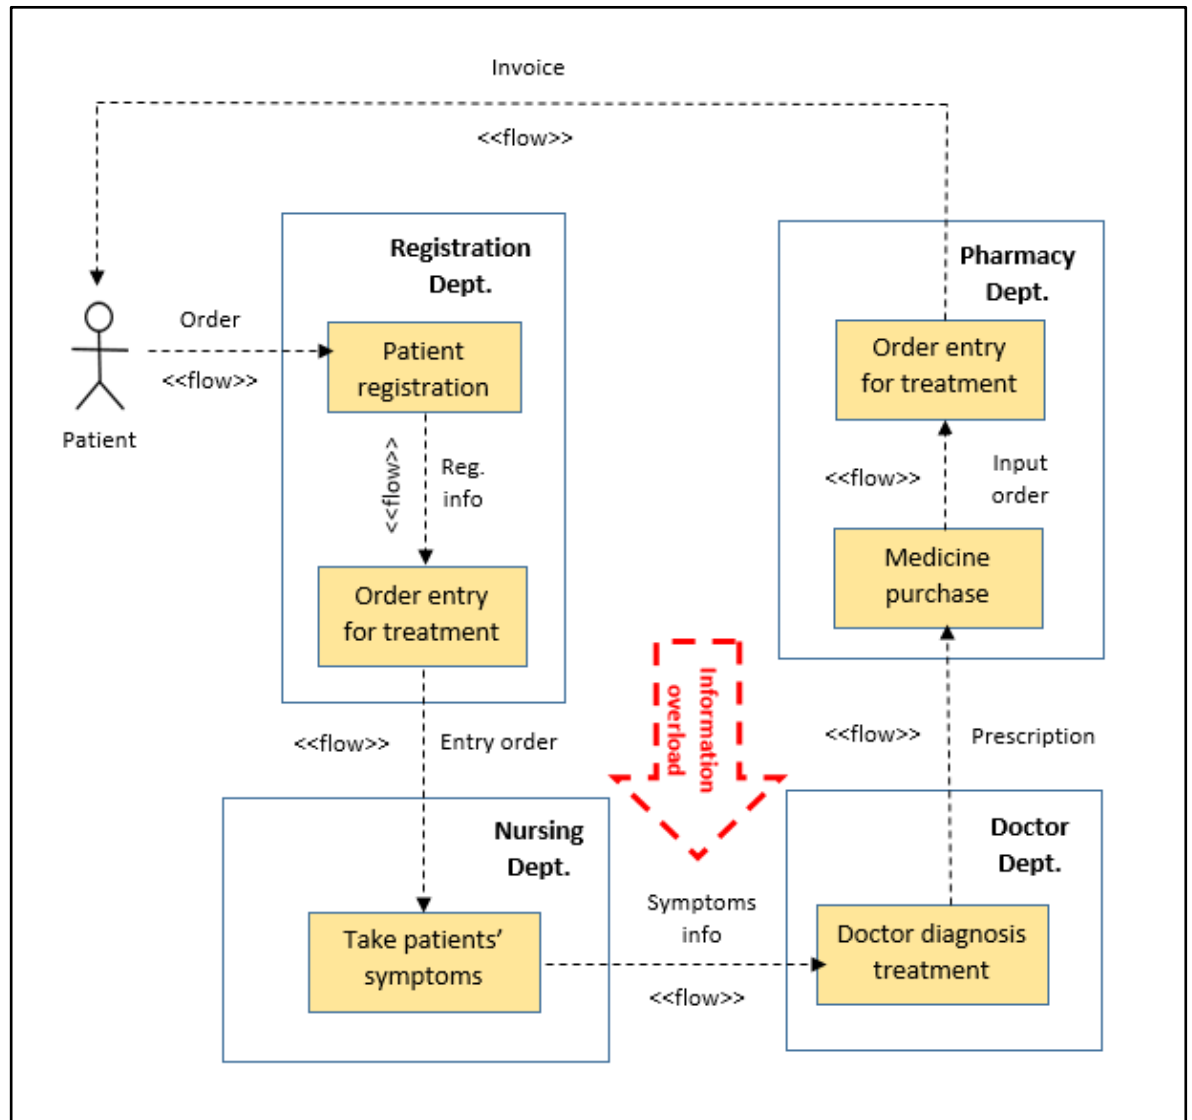 Invoice
<<flow>>
Registration
Dept.
Pharmacy
Dept.
Order
<<flow>>
Patient
Patient
registration
<<flow>>
Reg.
info
Order entry
for treatment
Order entry
for treatment
<<flow>>
Input
order
Medicine
purchase
Information
overload
<<flow>>
Entry order
<<flow>>
Prescription
Nursing
Dept.
Doctor
Dept.
Take patients’
symptoms
Symptoms
info
<<flow>>
Doctor diagnosis
treatment